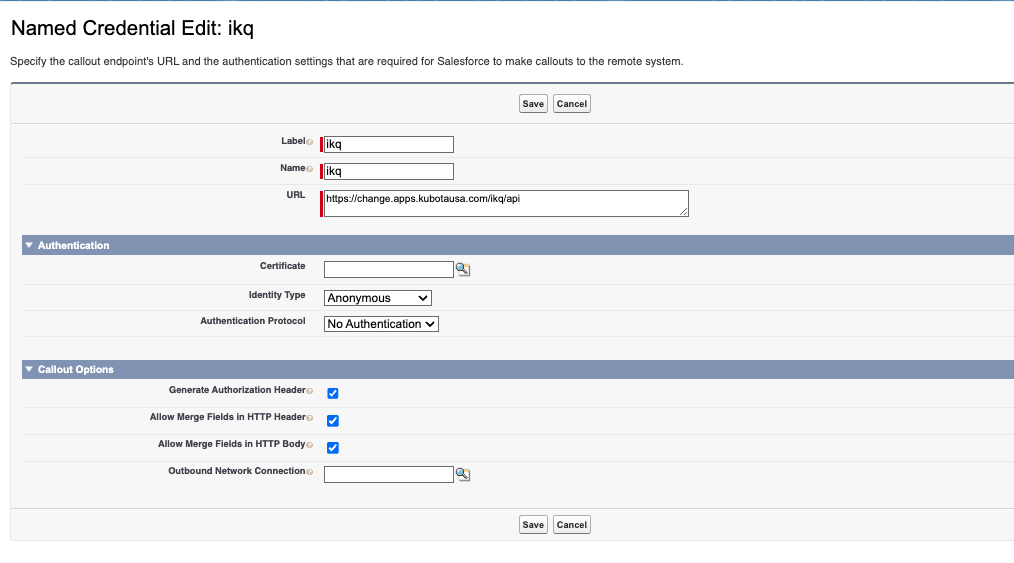 Named Credential Edit: ikq
Specify the callout endpoint's URL and the authentication settings that are required for Salesforce to make callouts to the remote system.
Save Cancel
Label ikq
Name ikq
URL https://change.apps.kubotausa.com/ikq/api
Authentication
Certificate
Identity Type Anonymous
Authentication Protocol No Authentication
Callout Options
Generate Authorization Header
Allow Merge Fields in HTTP Header
Allow Merge Fields in HTTP Body
Outbound Network Connection
Save Cancel